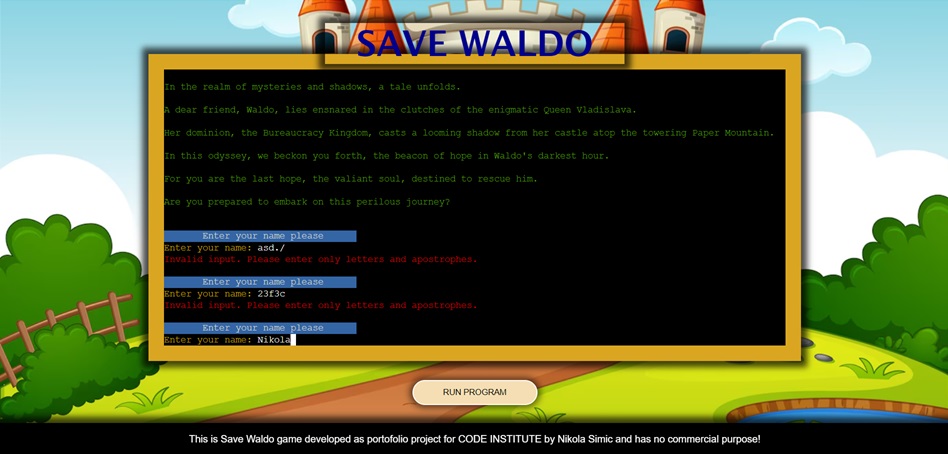 SAVE WALDO
In the realm of mysteries and shadows, a tale unfolds.
A dear friend, Waldo, lies ensnared in the clutches of the enigmatic Queen Vladislava.
Her dominion, the Bureaucracy Kingdom, casts a looming shadow from her castle atop the towering Paper Mountain.
In this odyssey, we beckon you forth, the beacon of hope in Waldo's darkest hour.
For you are the last hope, the valiant soul, destined to rescue him.
Are you prepared to embark on this perilous journey?
Enter your name please
Enter your name: asd./
Invalid input. Please enter only letters and apostrophes.
Enter your name please
Enter your name: 23f3c
Invalid input. Please enter only letters and apostrophes.
Enter your name please
Enter your name: Nikola
RUN PROGRAM
This is Save Waldo game developed as portofolio project for CODE INSTITUTE by Nikola Simic and has no commercial purpose!